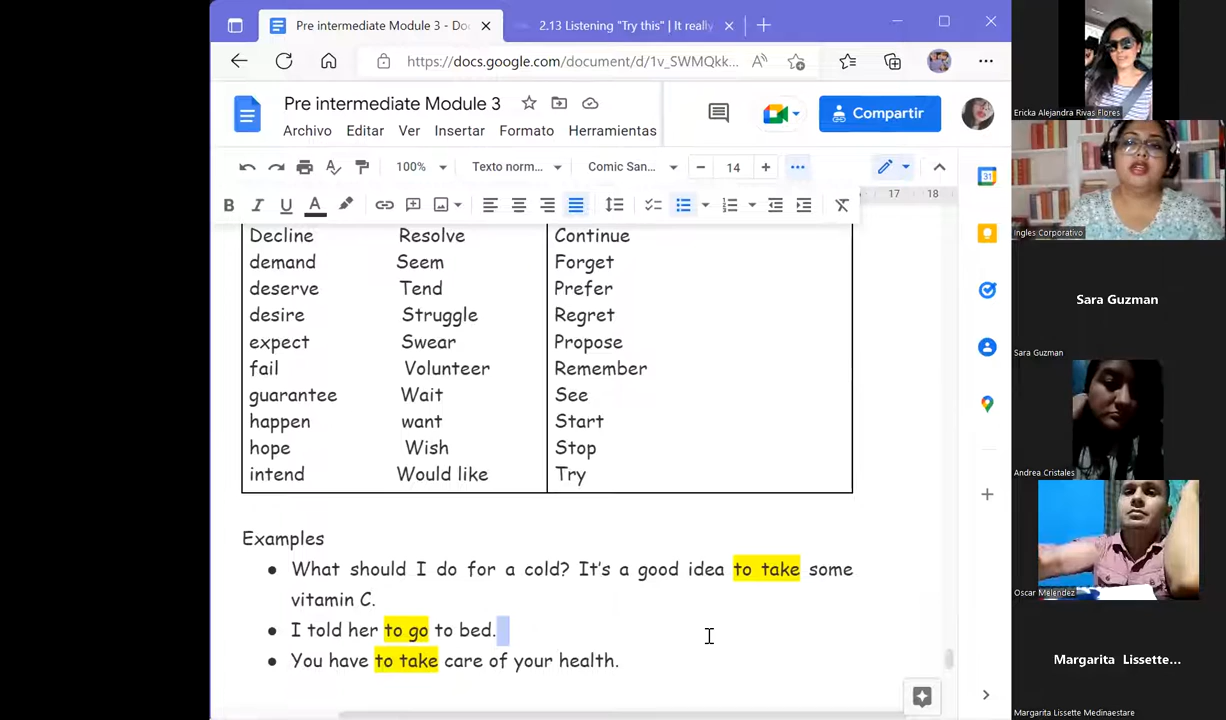 Pre intermediate Module 3 - Doc
2.13 Listening "Try this" | It really
https://docs.google.com/document/d/1v_SWMQkk...
Pre intermediate Module 3
Compartir
Archivo Editar Ver Insertar Formato Herramientas
100% Texto norm... Comic San... 14
17 18
31
Decline Resolve Continue
demand Seem Forget
deserve Tend Prefer
desire Struggle Regret
expect Swear Propose
fail Volunteer Remember
guarantee Wait See
happen want Start
hope Wish Stop
intend Would like Try
Examples
What should I do for a cold? It's a good idea to take some
vitamin C.
I told her to go to bed.
You have to take care of your health.
Ericka Alejandra Rivas Flores
Ingles Corporativo
Sara Guzman
Sara Guzman
Andrea Cristales
Oscar Melendez
Margarita Lissette...
Margarita Lissette Medinaestare